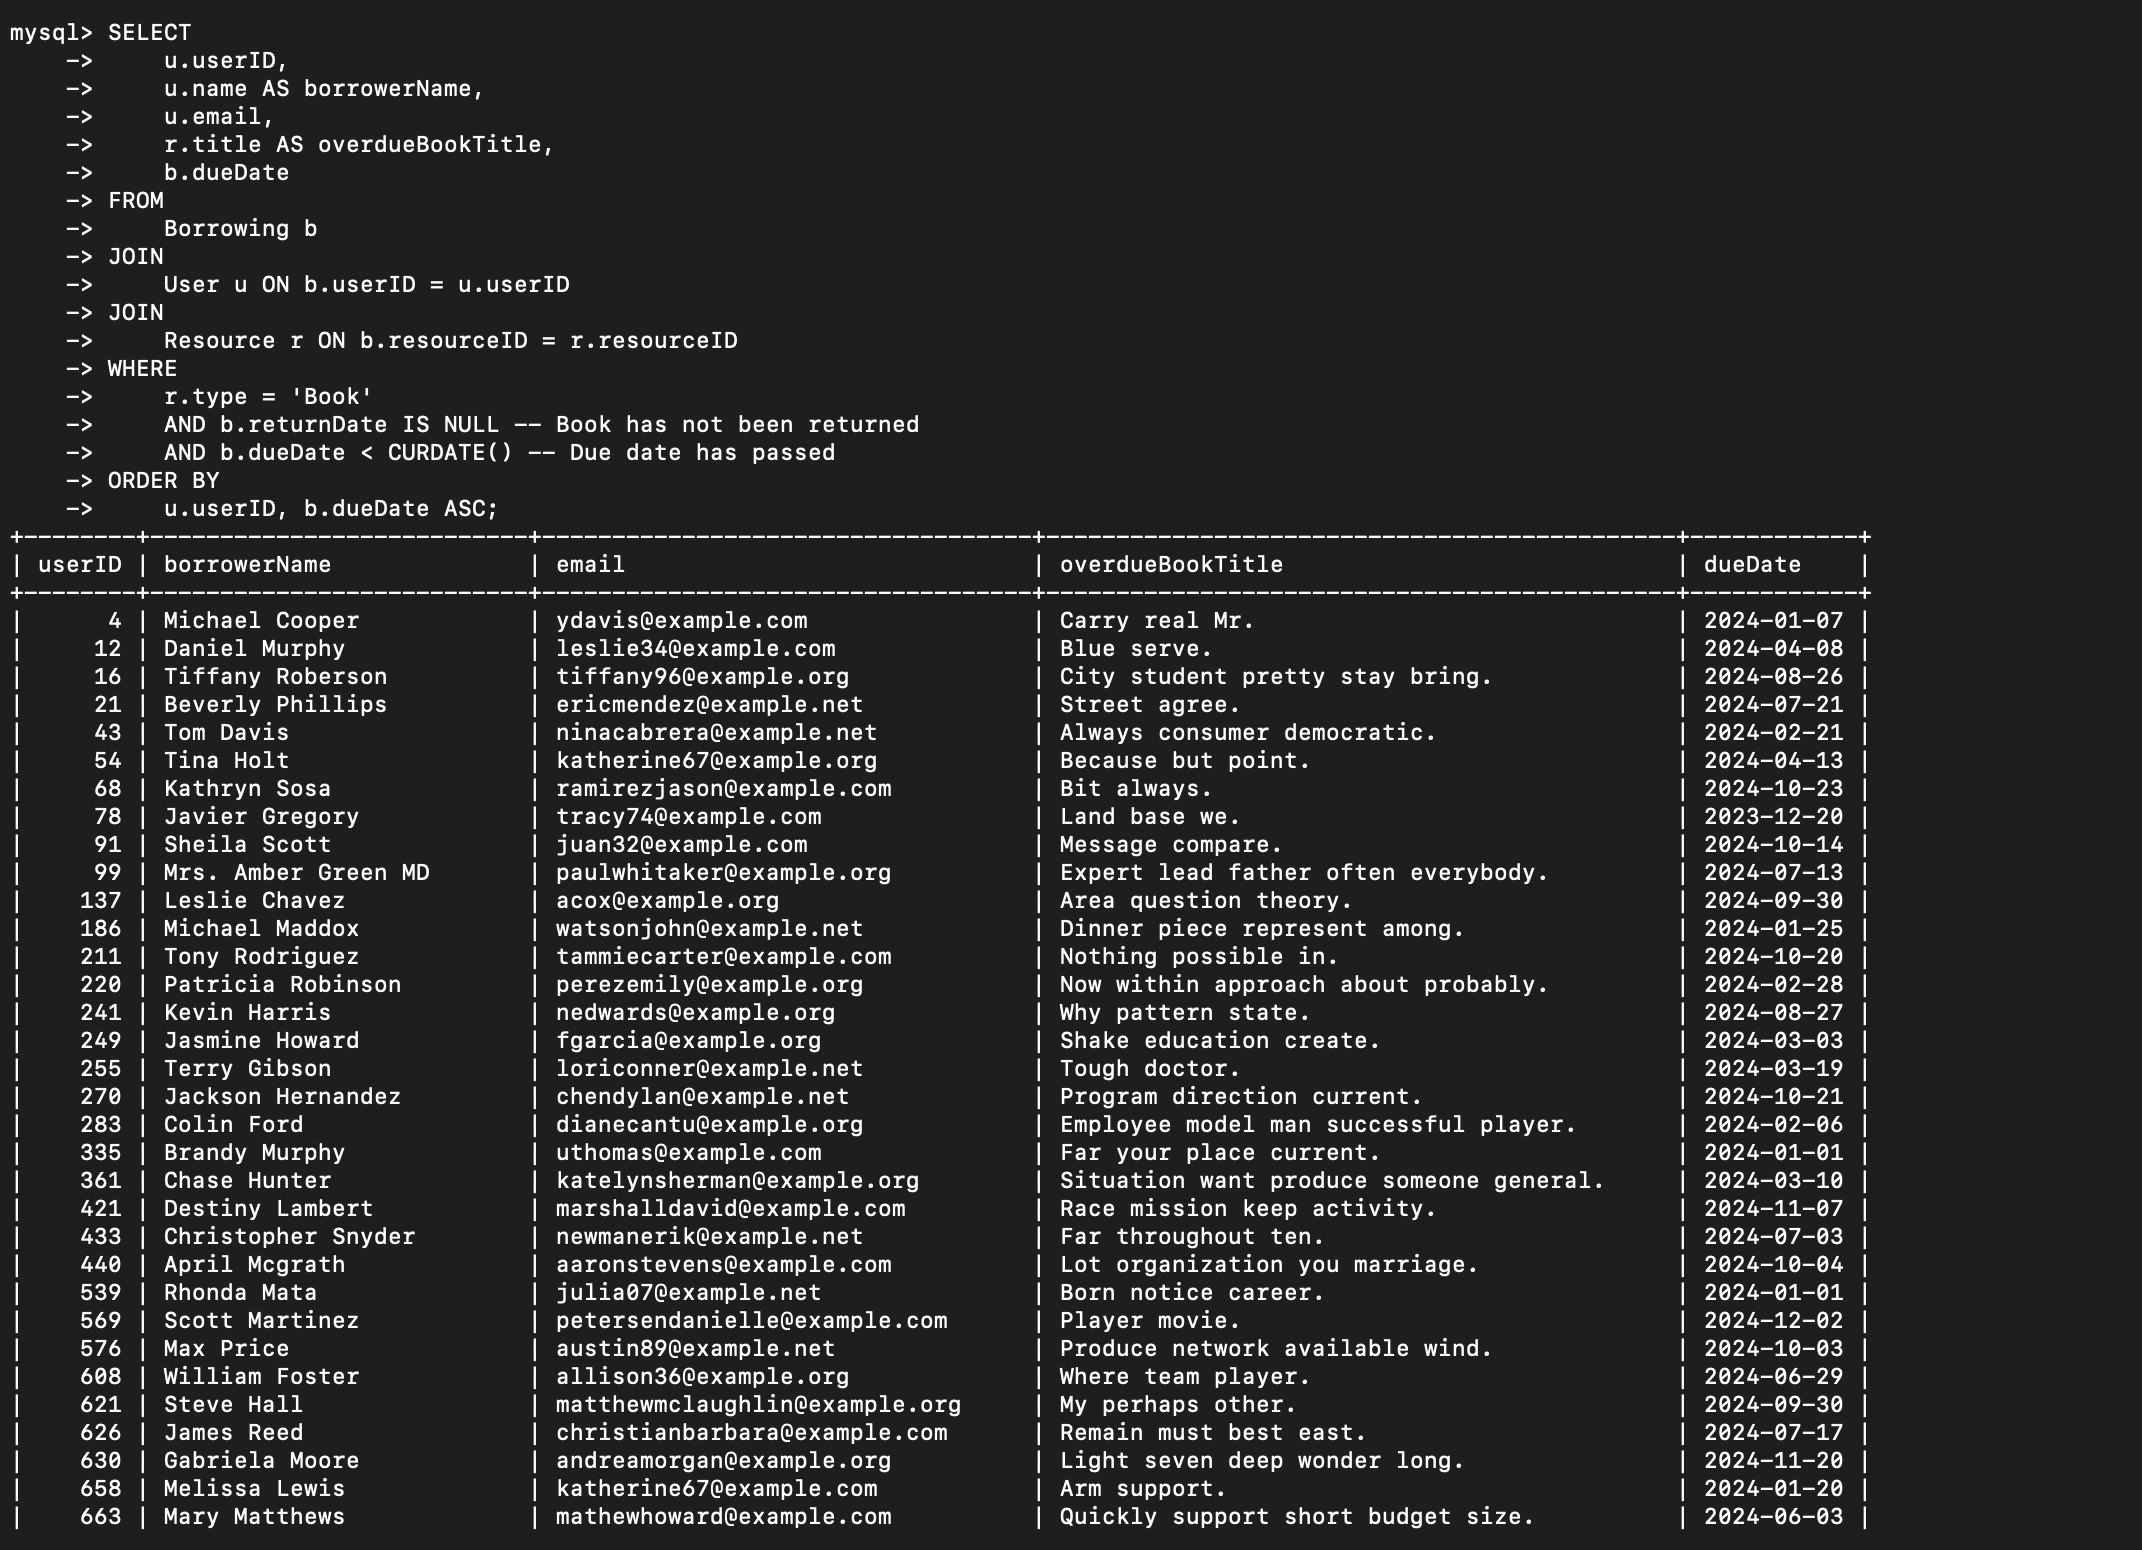 mysql> SELECT
    ->     u.userID,
    ->     u.name AS borrowerName,
    ->     u.email,
    ->     r.title AS overdueBookTitle,
    ->     b.dueDate
    -> FROM
    ->     Borrowing b
    -> JOIN
    ->     User u ON b.userID = u.userID
    -> JOIN
    ->     Resource r ON b.resourceID = r.resourceID
    -> WHERE
    ->     r.type = 'Book'
    ->     AND b.returnDate IS NULL -- Book has not been returned
    ->     AND b.dueDate < CURDATE() -- Due date has passed
    -> ORDER BY
    ->     u.userID, b.dueDate ASC;
+--------+---------------------------+-----------------------------------+---------------------------------------------+------------+
| userID | borrowerName              | email                             | overdueBookTitle                            | dueDate    |
+--------+---------------------------+-----------------------------------+---------------------------------------------+------------+
|      4 | Michael Cooper            | ydavis@example.com                | Carry real Mr.                              | 2024-01-07 |
|     12 | Daniel Murphy             | leslie34@example.com              | Blue serve.                                 | 2024-04-08 |
|     16 | Tiffany Roberson          | tiffany96@example.org             | City student pretty stay bring.             | 2024-08-26 |
|     21 | Beverly Phillips          | ericmendez@example.net            | Street agree.                               | 2024-07-21 |
|     43 | Tom Davis                 | ninacabrera@example.net           | Always consumer democratic.                 | 2024-02-21 |
|     54 | Tina Holt                 | katherine67@example.org           | Because but point.                          | 2024-04-13 |
|     68 | Kathryn Sosa              | ramirezjason@example.com          | Bit always.                                 | 2024-10-23 |
|     78 | Javier Gregory            | tracy74@example.com               | Land base we.                               | 2023-12-20 |
|     91 | Sheila Scott              | juan32@example.com                | Message compare.                            | 2024-10-14 |
|     99 | Mrs. Amber Green MD       | paulwhitaker@example.org          | Expert lead father often everybody.         | 2024-07-13 |
|    137 | Leslie Chavez             | acox@example.org                  | Area question theory.                       | 2024-09-30 |
|    186 | Michael Maddox            | watsonjohn@example.net            | Dinner piece represent among.               | 2024-01-25 |
|    211 | Tony Rodriguez            | tammiecarter@example.com          | Nothing possible in.                        | 2024-10-20 |
|    220 | Patricia Robinson         | perezemily@example.org            | Now within approach about probably.         | 2024-02-28 |
|    241 | Kevin Harris              | nedwards@example.org              | Why pattern state.                          | 2024-08-27 |
|    249 | Jasmine Howard            | fgarcia@example.org               | Shake education create.                     | 2024-03-03 |
|    255 | Terry Gibson              | loriconner@example.net            | Tough doctor.                               | 2024-03-19 |
|    270 | Jackson Hernandez         | chendylan@example.net             | Program direction current.                  | 2024-10-21 |
|    283 | Colin Ford                | dianecantu@example.org            | Employee model man successful player.       | 2024-02-06 |
|    335 | Brandy Murphy             | uthomas@example.com               | Far your place current.                     | 2024-01-01 |
|    361 | Chase Hunter              | katelynsherman@example.org        | Situation want produce someone general.     | 2024-03-10 |
|    421 | Destiny Lambert           | marshalldavid@example.com         | Race mission keep activity.                 | 2024-11-07 |
|    433 | Christopher Snyder        | newmanerik@example.net            | Far throughout ten.                         | 2024-07-03 |
|    440 | April Mcgrath             | aaronstevens@example.com          | Lot organization you marriage.              | 2024-10-04 |
|    539 | Rhonda Mata               | julia07@example.net               | Born notice career.                         | 2024-01-01 |
|    569 | Scott Martinez            | petersendanielle@example.com      | Player movie.                               | 2024-12-02 |
|    576 | Max Price                 | austin89@example.net              | Produce network available wind.             | 2024-10-03 |
|    608 | William Foster            | allison36@example.org             | Where team player.                          | 2024-06-29 |
|    621 | Steve Hall                | matthewmclaughlin@example.org     | My perhaps other.                           | 2024-09-30 |
|    626 | James Reed                | christianbarbara@example.com      | Remain must best east.                      | 2024-07-17 |
|    630 | Gabriela Moore            | andreamorgan@example.org          | Light seven deep wonder long.               | 2024-11-20 |
|    658 | Melissa Lewis             | katherine67@example.com           | Arm support.                                | 2024-01-20 |
|    663 | Mary Matthews             | mathewhoward@example.com          | Quickly support short budget size.          | 2024-06-03 |